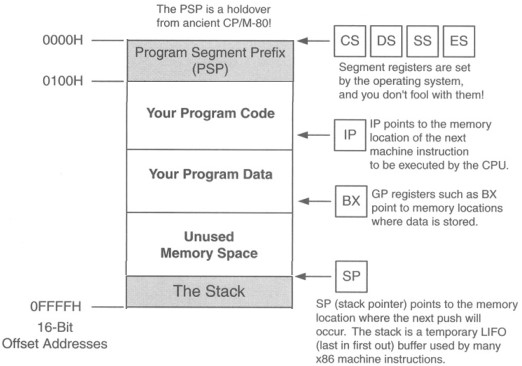 The PSP is a holdover
from ancient CP/M-80!
0000H
CS DS SS ES
Program Segment Prefix
(PSP)
Segment registers are set
by the operating system,
and you don't fool with them!
0100H
Your Program Code
IP
IP points to the memory
location of the next
machine instruction
to be executed by the CPU.
Your Program Data
BX
GP registers such as BX
point to memory locations
where data is stored.
Unused
Memory Space
SP
The Stack
0FFFFH
SP (stack pointer) points to the memory
location where the next push will
occur. The stack is a temporary LIFO
(last in first out) buffer used by many
x86 machine instructions.
16-Bit
Offset Addresses